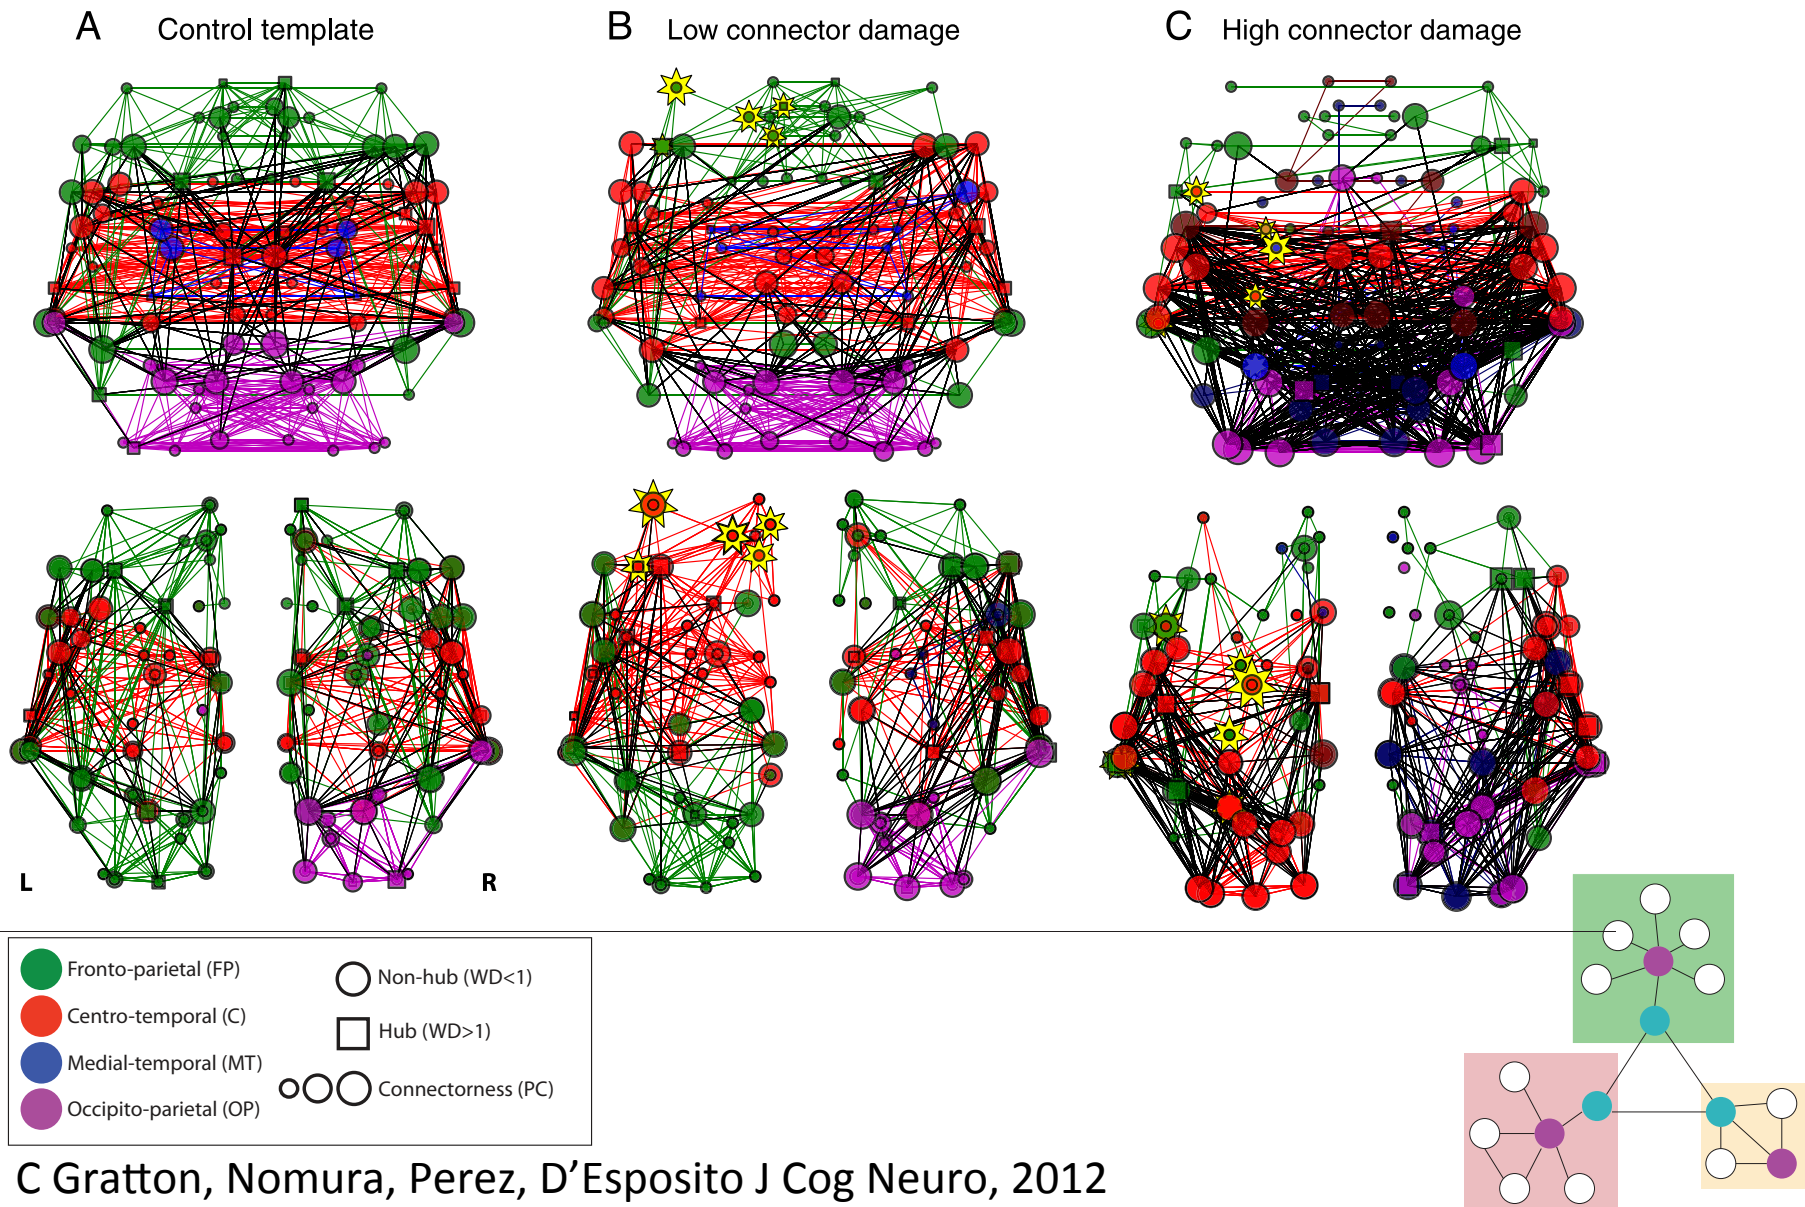 A Control template
B Low connector damage
C High connector damage
L
R
Fronto-parietal (FP)
Centro-temporal (C)
Medial-temporal (MT)
Occipito-parietal (OP)
Non-hub (WD<1)
Hub (WD>1)
Connectorness (PC)
C Gratton, Nomura, Perez, D’Esposito J Cog Neuro, 2012